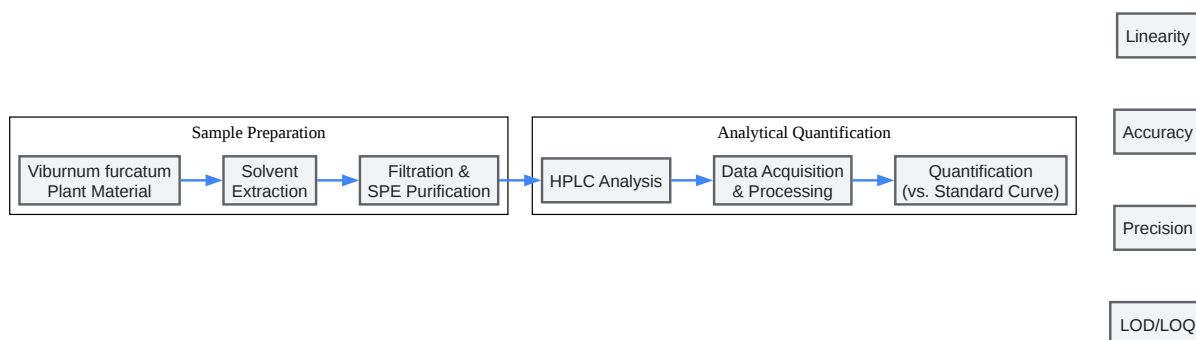 Linearity
Sample Preparation
Analytical Quantification
Viburnum furcatum
Plant Material
Solvent
Extraction
Filtration &
SPE Purification
HPLC Analysis
Data Acquisition
& Processing
Quantification
(vs. Standard Curve)
Accuracy
Precision
LOD/LOQ